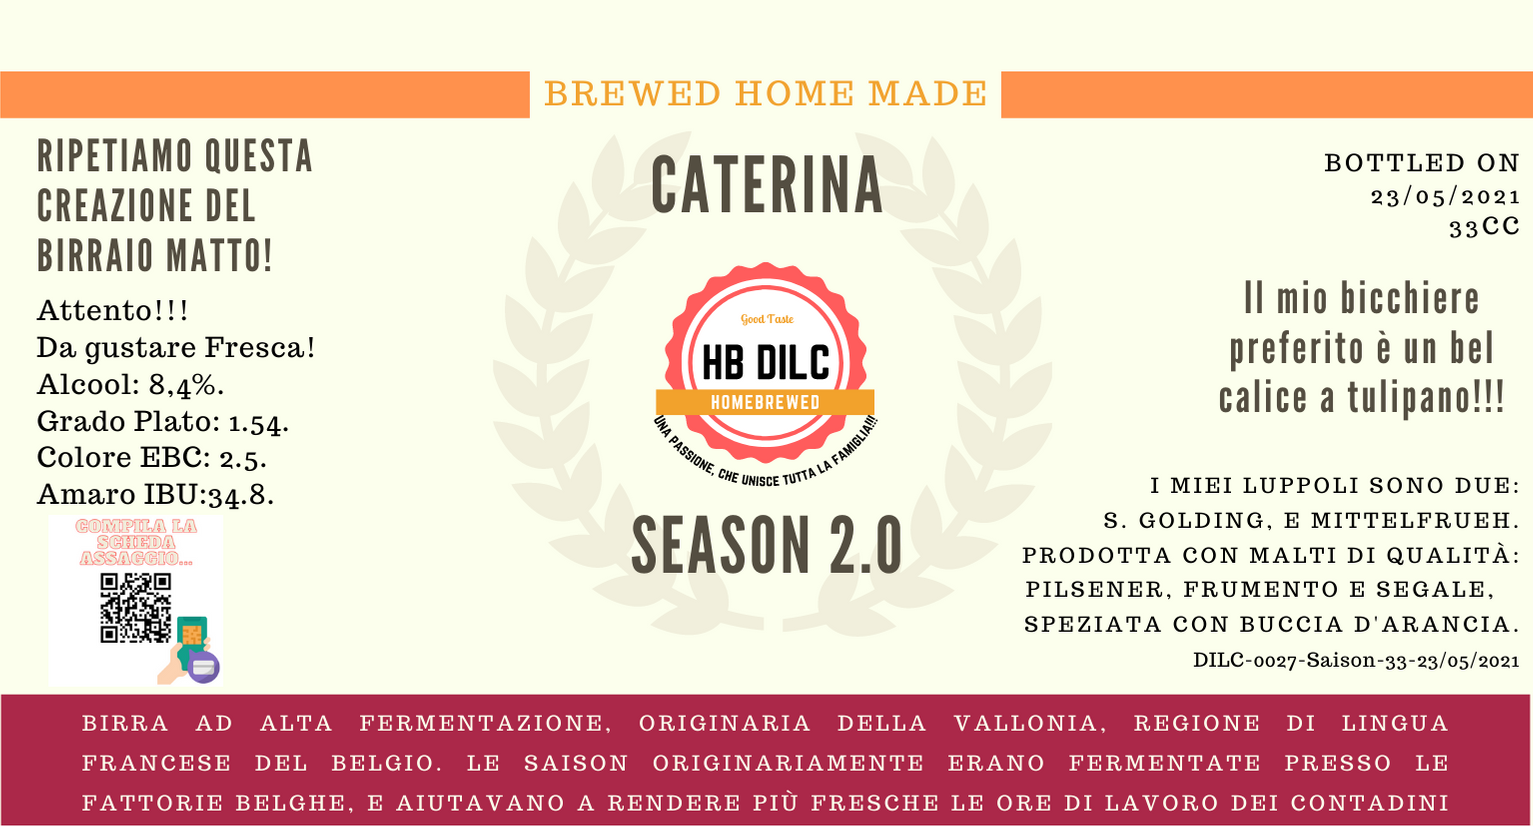 BREWED HOME MADE
RIPETIAMO QUESTA
CREAZIONE DEL
BIRRAIO MATTO!
Attento!!!
Da gustare Fresca!
Alcool: 8,4%.
Grado Plato: 1.54.
Colore EBC: 2.5.
Amaro IBU:34.8.
COMPILA LA
SCHEDA
ASSAGGIO...
CATERINA
Good Taste
HB DILC
HOMEBREWED
UNA PASSIONE, CHE UNISCE TUTTA LA FAMIGLIA!!!
SEASON 2.0
BOTTLED ON
23/05/2021
33CC
Il mio bicchiere
preferito è un bel
calice a tulipano!!!
I MIEI LUPPOLI SONO DUE:
S. GOLDING, E MITTELFRUEH.
PRODOTTA CON MALTI DI QUALITÀ:
PILSENER, FRUMENTO E SEGALE,
SPEZIATA CON BUCCIA D'ARANCIA.
DILC-0027-Saison-33-23/05/2021
BIRRA AD ALTA FERMENTAZIONE, ORIGINARIA DELLA VALLONIA, REGIONE DI LINGUA
FRANCESE DEL BELGIO. LE SAISON ORIGINARIAMENTE ERANO FERMENTATE PRESSO LE
FATTORIE BELGHE, E AIUTAVANO A RENDERE PIÙ FRESCHE LE ORE DI LAVORO DEI CONTADINI